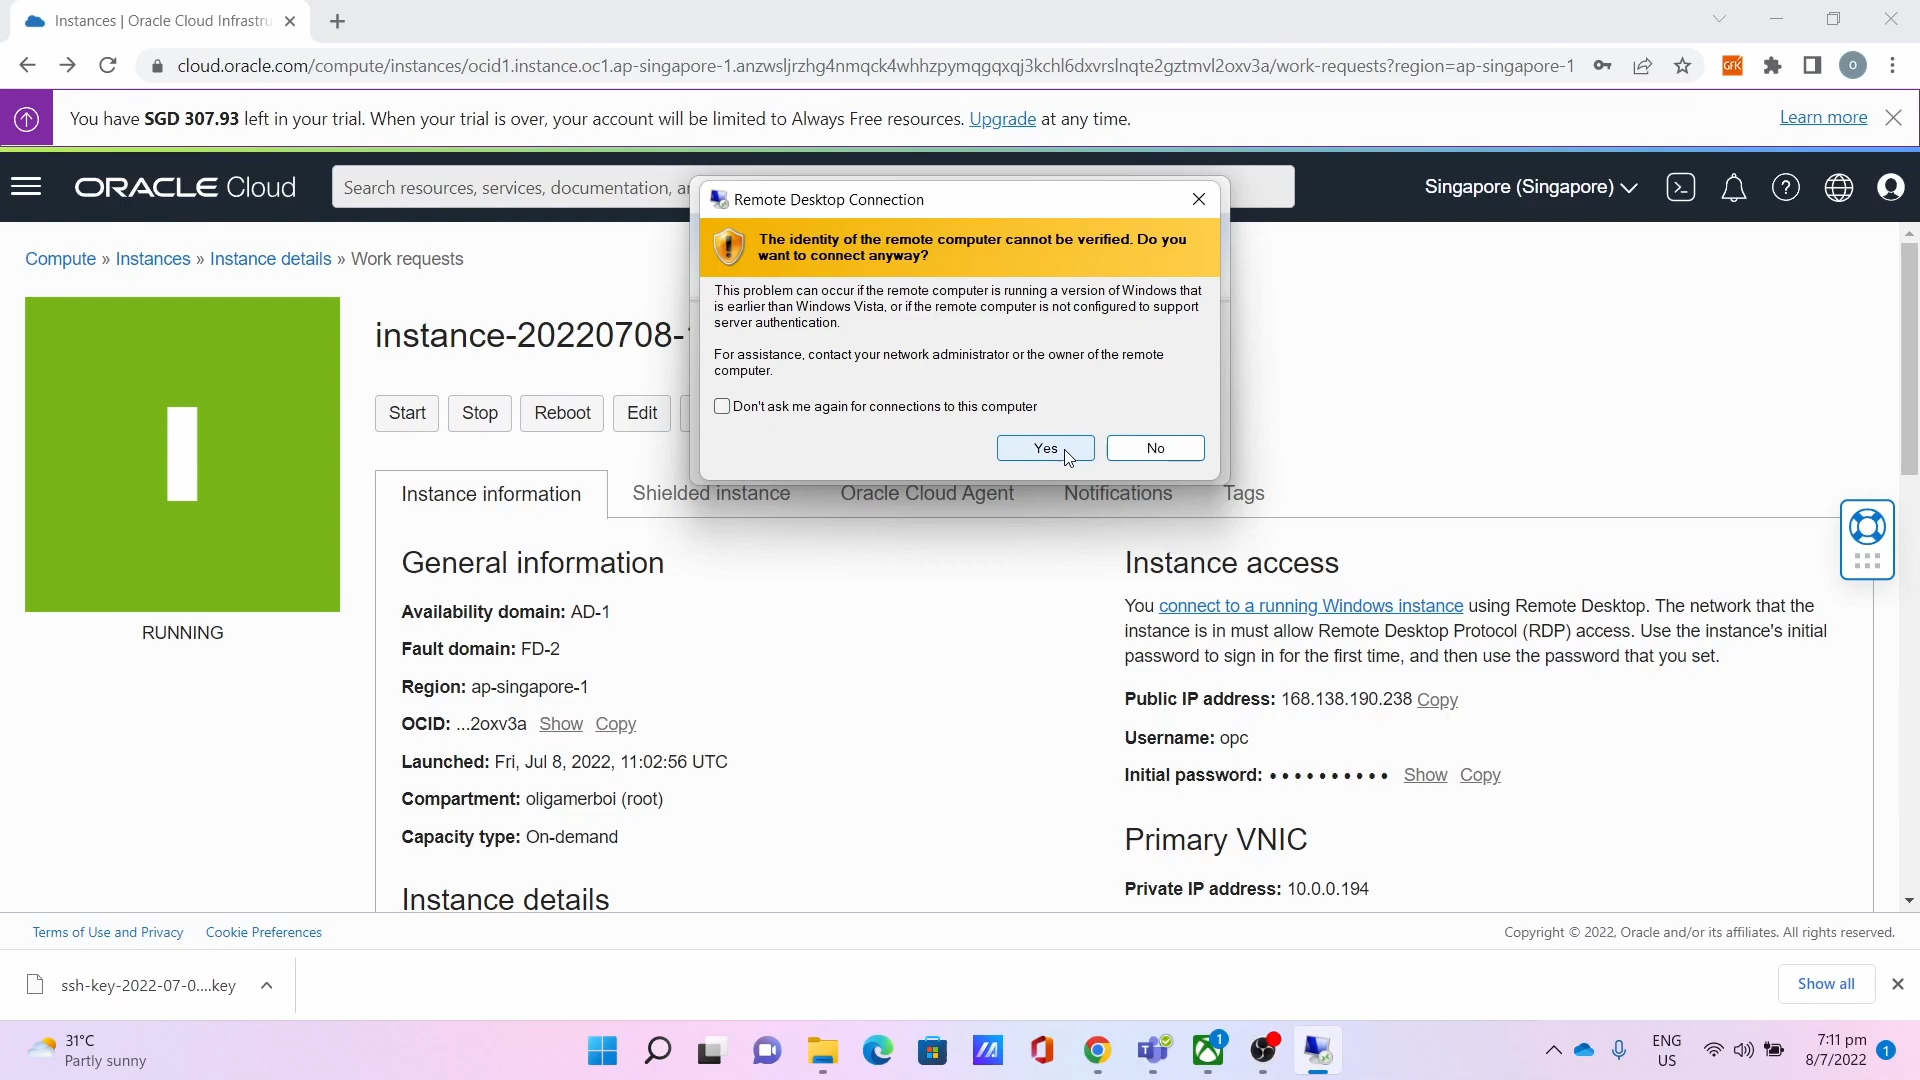 Instances | Oracle Cloud Infrastru
cloud.oracle.com/compute/instances/ocid1.instance.oc1.ap-singapore-1.anzwsljrzhg4nmqck4whhzpymqgqxqj3kchl6dxvrslnqte2gztmvl2oxv3a/work-requests?region=ap-singapore-1
GFK
O
You have SGD 307.93 left in your trial. When your trial is over, your account will be limited to Always Free resources. Upgrade at any time.
Learn more
ORACLE Cloud
Search resources, services, documentation, an
Singapore (Singapore)
Remote Desktop Connection
The identity of the remote computer cannot be verified. Do you
want to connect anyway?
This problem can occur if the remote computer is running a version of Windows that
is earlier than Windows Vista, or if the remote computer is not configured to support
server authentication.
For assistance, contact your network administrator or the owner of the remote
computer.
Don't ask me again for connections to this computer
Yes
No
Compute » Instances » Instance details » Work requests
RUNNING
instance-20220708-
Start
Stop
Reboot
Edit
Instance information
Shielded instance
Oracle Cloud Agent
Notifications
Tags
General information
Availability domain: AD-1
Fault domain: FD-2
Region: ap-singapore-1
OCID: ...2oxv3a Show Copy
Launched: Fri, Jul 8, 2022, 11:02:56 UTC
Compartment: oligamerboi (root)
Capacity type: On-demand
Instance details
Instance access
You connect to a running Windows instance using Remote Desktop. The network that the
instance is in must allow Remote Desktop Protocol (RDP) access. Use the instance's initial
password to sign in for the first time, and then use the password that you set.
Public IP address: 168.138.190.238 Copy
Username: opc
Initial password: •••••••••• Show Copy
Primary VNIC
Private IP address: 10.0.0.194
Terms of Use and Privacy
Cookie Preferences
Copyright © 2022, Oracle and/or its affiliates. All rights reserved.
ssh-key-2022-07-0....key
Show all
31°C
Partly sunny
1
ENG
US
7:11 pm
8/7/2022
1